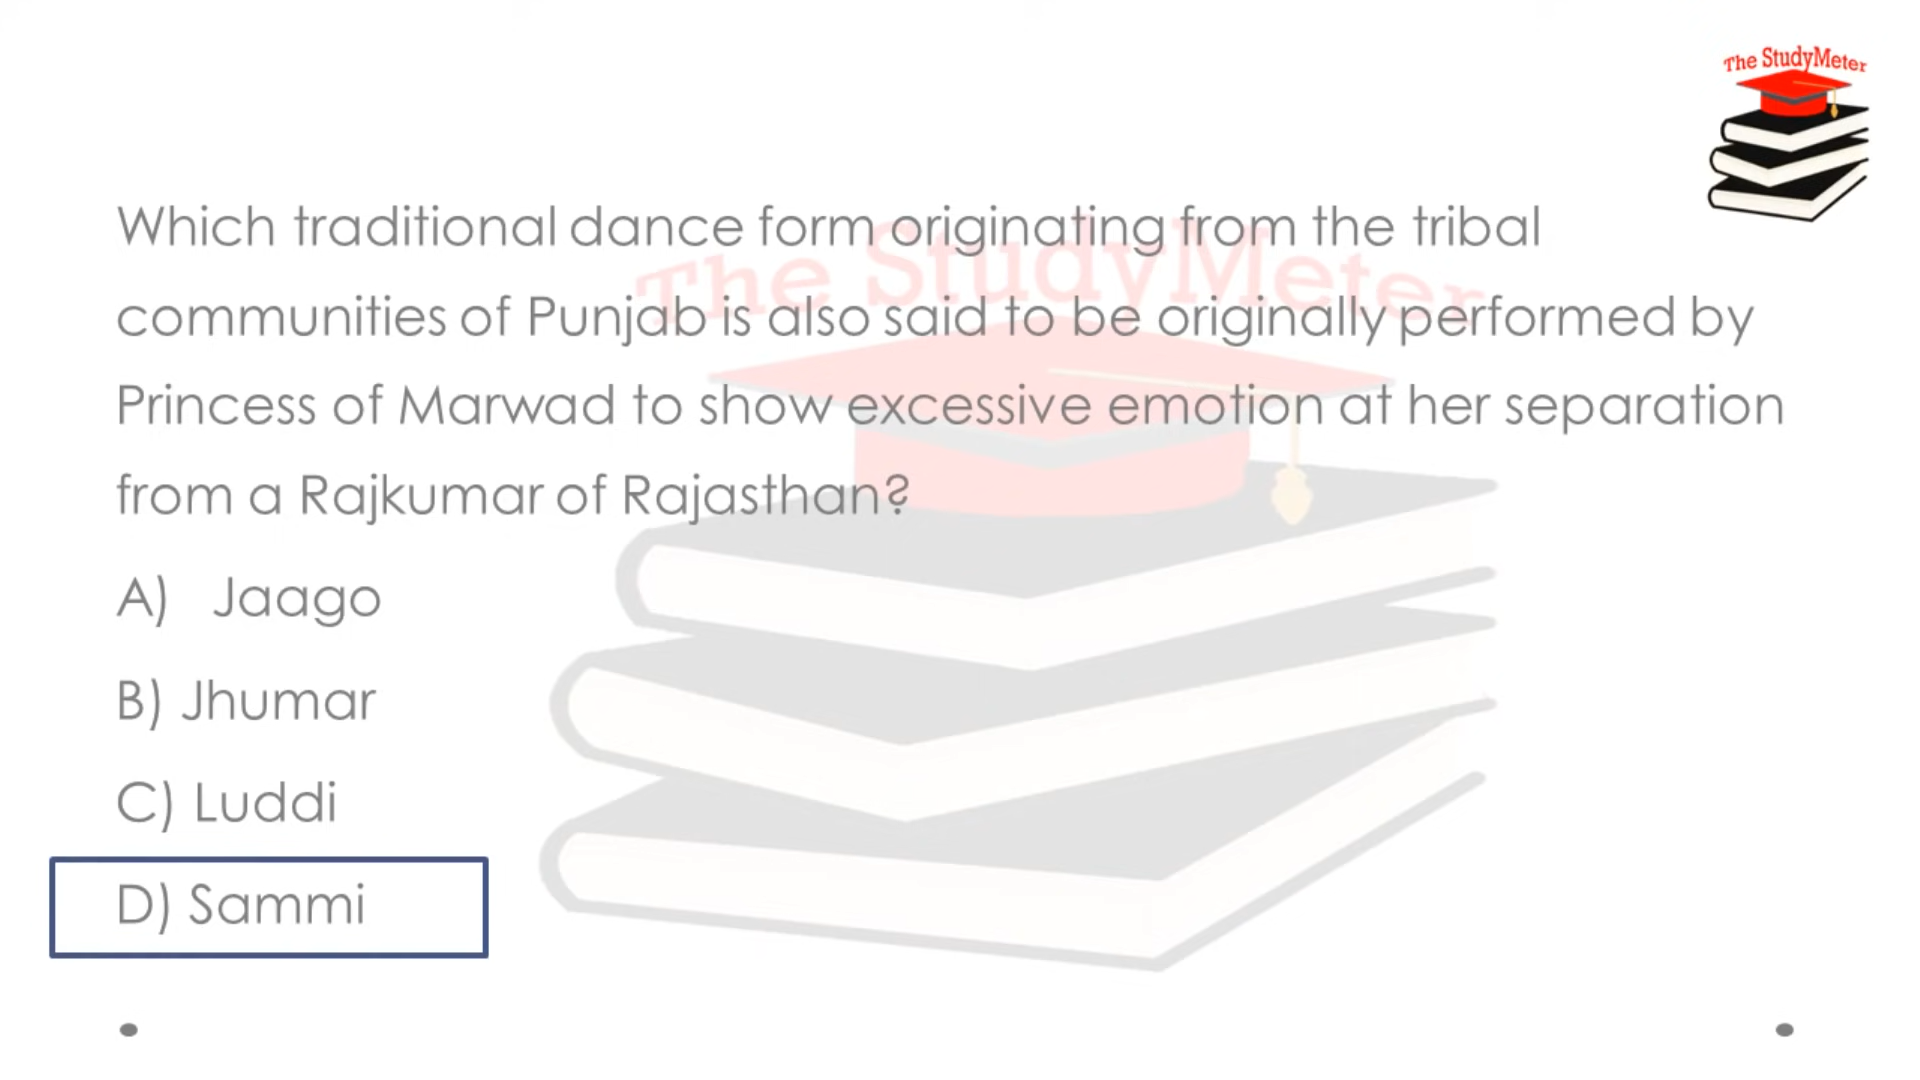 The StudyMeter
Which traditional dance form originating from the tribal
communities of Punjab is also said to be originally performed by
Princess of Marwad to show excessive emotion at her separation
from a Rajkumar of Rajasthan?
A) Jaago
B) Jhumar
C) Luddi
D) Sammi
The StudyMeter